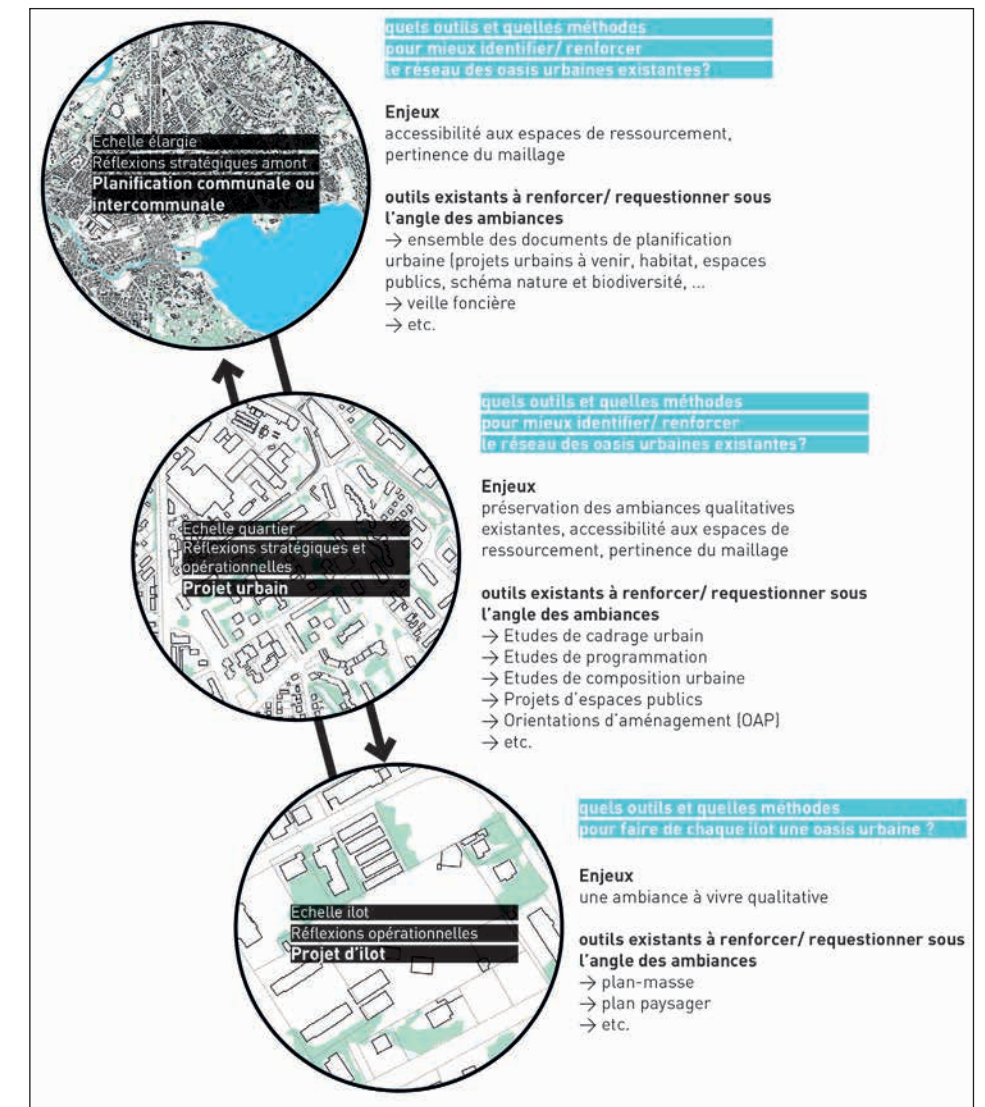 quels outils et quelles méthodes
pour mieux identifier/ renforcer
le réseau des oasis urbaines existantes?
Enjeux
accessibilité aux espaces de ressourcement,
pertinence du maillage
outils existants à renforcer/ requestionner sous
l'angle des ambiances
→ ensemble des documents de planification
urbaine (projets urbains à venir, habitat, espaces
publics, schéma nature et biodiversité, ...
→ veille foncière
→ etc.
Echelle élargie
Réflexions stratégiques amont
Planification communale ou
intercommunale
quels outils et quelles méthodes
pour mieux identifier/ renforcer
le réseau des oasis urbaines existantes?
Enjeux
préservation des ambiances qualitatives
existantes, accessibilité aux espaces de
ressourcement, pertinence du maillage
outils existants à renforcer/ requestionner sous
l'angle des ambiances
→ Etudes de cadrage urbain
→ Etudes de programmation
→ Etudes de composition urbaine
→ Projets d'espaces publics
→ Orientations d'aménagement (OAP)
→ etc.
Echelle quartier
Réflexions stratégiques et
opérationnelles
Projet urbain
quels outils et quelles méthodes
pour faire de chaque ilot une oasis urbaine ?
Enjeux
une ambiance à vivre qualitative
outils existants à renforcer/ requestionner sous
l'angle des ambiances
→ plan-masse
→ plan paysager
→ etc.
Echelle ilot
Réflexions opérationnelles
Projet d'ilot